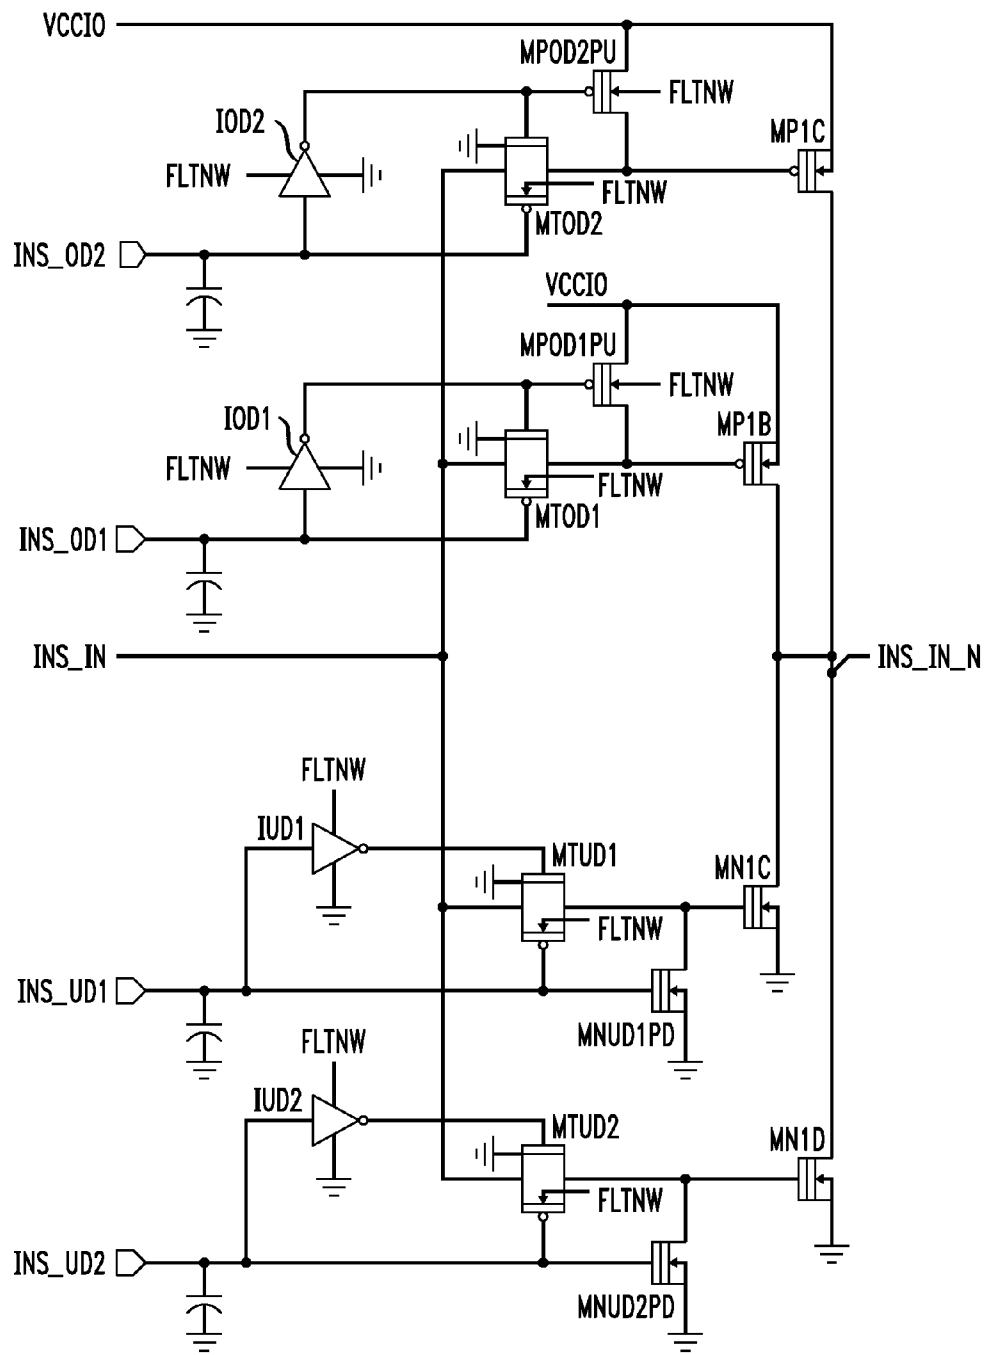 VCCIO
MPOD2PU
FLTNW
IOD2
MP1C
FLTNW
FLTNW
MTOD2
INS_OD2
VCCIO
MPOD1PU
FLTNW
IOD1
MP1B
FLTNW
FLTNW
MTOD1
INS_OD1
INS_IN
INS_IN_N
FLTNW
IUD1
MTUD1
MN1C
FLTNW
INS_UD1
MNUD1PD
FLTNW
IUD2
MTUD2
MN1D
FLTNW
INS_UD2
MNUD2PD